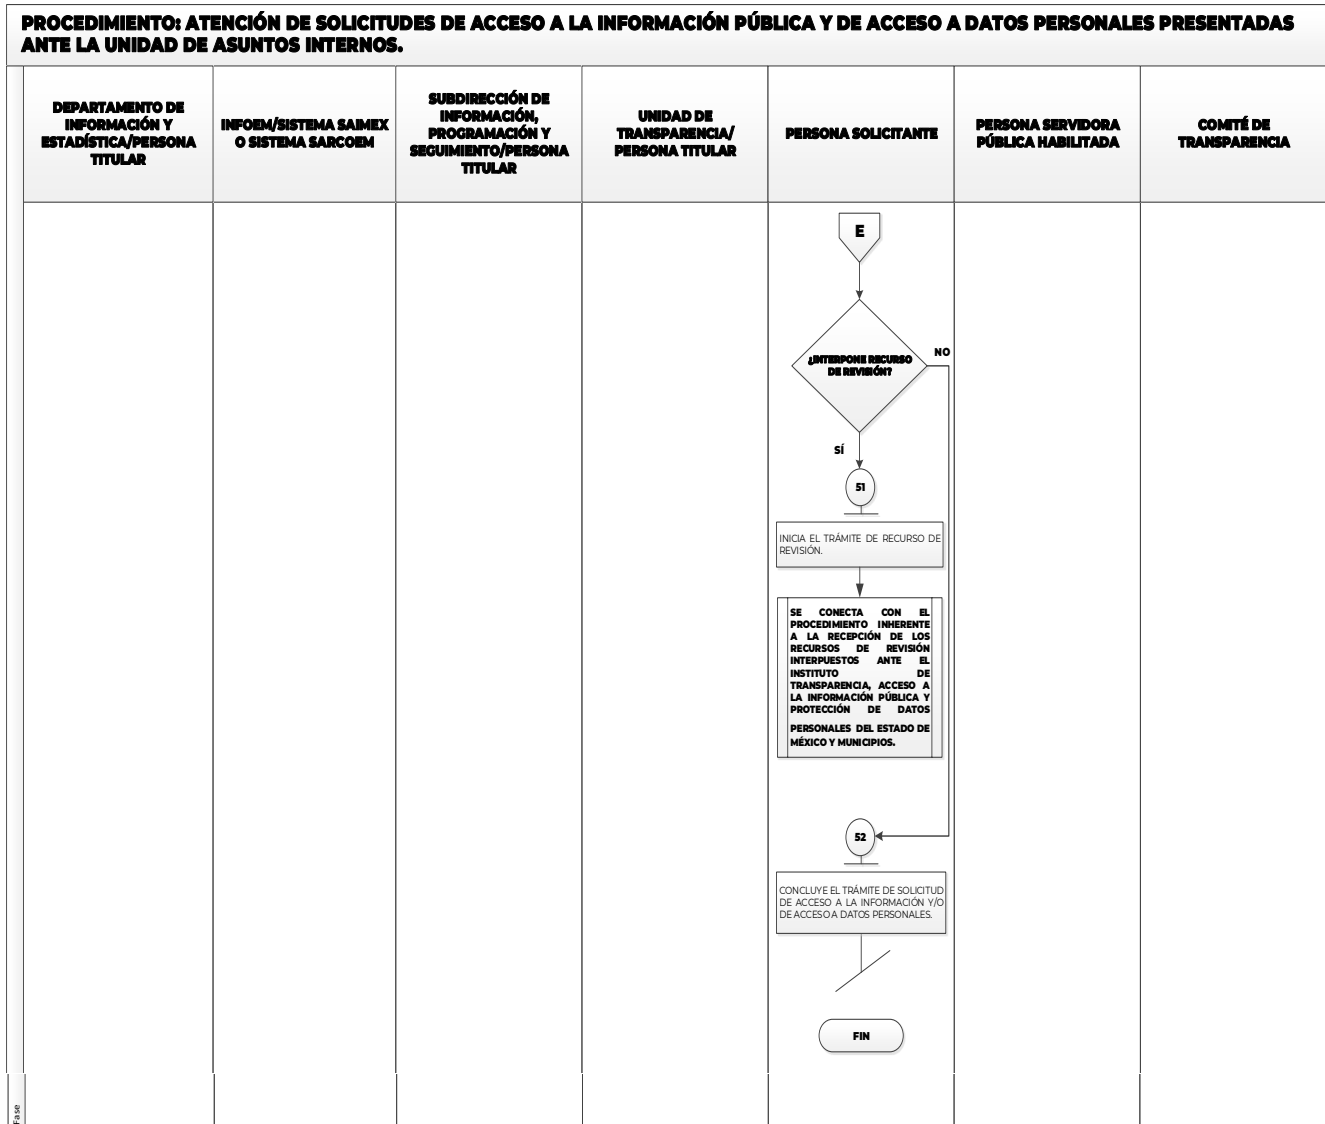 PROCEDIMIENTO: ATENCIÓN DE SOLICITUDES DE ACCESO A LA INFORMACIÓN PÚBLICA Y DE ACCESO A DATOS PERSONALES PRESENTADAS
ANTE LA UNIDAD DE ASUNTOS INTERNOS.
DEPARTAMENTO DE
INFORMACIÓN Y
ESTADÍSTICA/PERSONA
TITULAR
INFOEM/SISTEMA SAIMEX
O SISTEMA SARCOEM
SUBDIRECCIÓN DE
INFORMACIÓN,
PROGRAMACIÓN Y
SEGUIMIENTO/PERSONA
TITULAR
UNIDAD DE
TRANSPARENCIA/
PERSONA TITULAR
PERSONA SOLICITANTE
PERSONA SERVIDORA
PÚBLICA HABILITADA
COMITÉ DE
TRANSPARENCIA
E
¿INTERPONE RECURSO
DE REVISIÓN?
NO
SÍ
51
INICIA EL TRÁMITE DE RECURSO DE
REVISIÓN.
SE CONECTA CON EL
PROCEDIMIENTO INHERENTE
A LA RECEPCIÓN DE LOS
RECURSOS DE REVISIÓN
INTERPUESTOS ANTE EL
INSTITUTO DE
TRANSPARENCIA, ACCESO A
LA INFORMACIÓN PÚBLICA Y
PROTECCIÓN DE DATOS
PERSONALES DEL ESTADO DE
MÉXICO Y MUNICIPIOS.
52
CONCLUYE EL TRÁMITE DE SOLICITUD
DE ACCESO A LA INFORMACIÓN Y/O
DE ACCESO A DATOS PERSONALES.
FIN
Fase